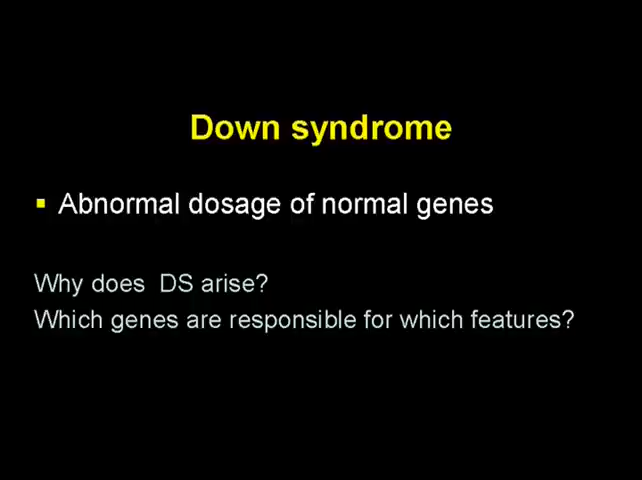 Down syndrome
▪ Abnormal dosage of normal genes
Why does  DS arise?
Which genes are responsible for which features?